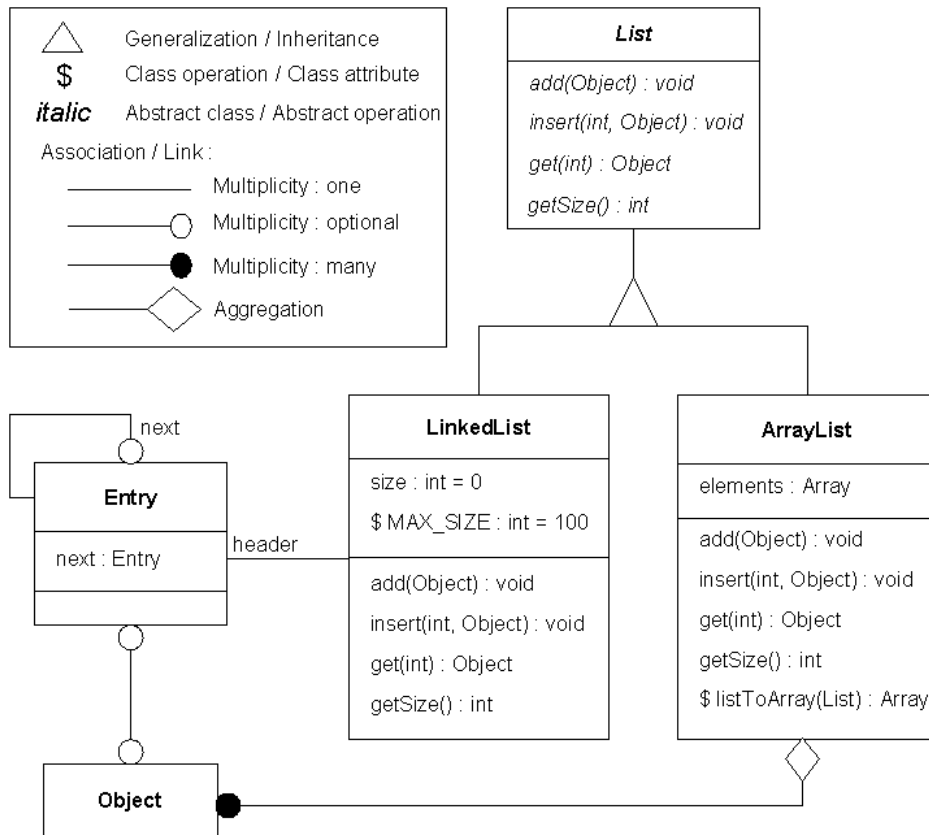 Generalization / Inheritance
$ Class operation / Class attribute
italic Abstract class / Abstract operation
Association / Link :
Multiplicity : one
Multiplicity : optional
Multiplicity : many
Aggregation
List
add(Object) : void
insert(int, Object) : void
get(int) : Object
getSize() : int
next
Entry
next : Entry
header
LinkedList
size : int = 0
$ MAX_SIZE : int = 100
add(Object) : void
insert(int, Object) : void
get(int) : Object
getSize() : int
ArrayList
elements : Array
add(Object) : void
insert(int, Object) : void
get(int) : Object
getSize() : int
$ listToArray(List) : Array
Object